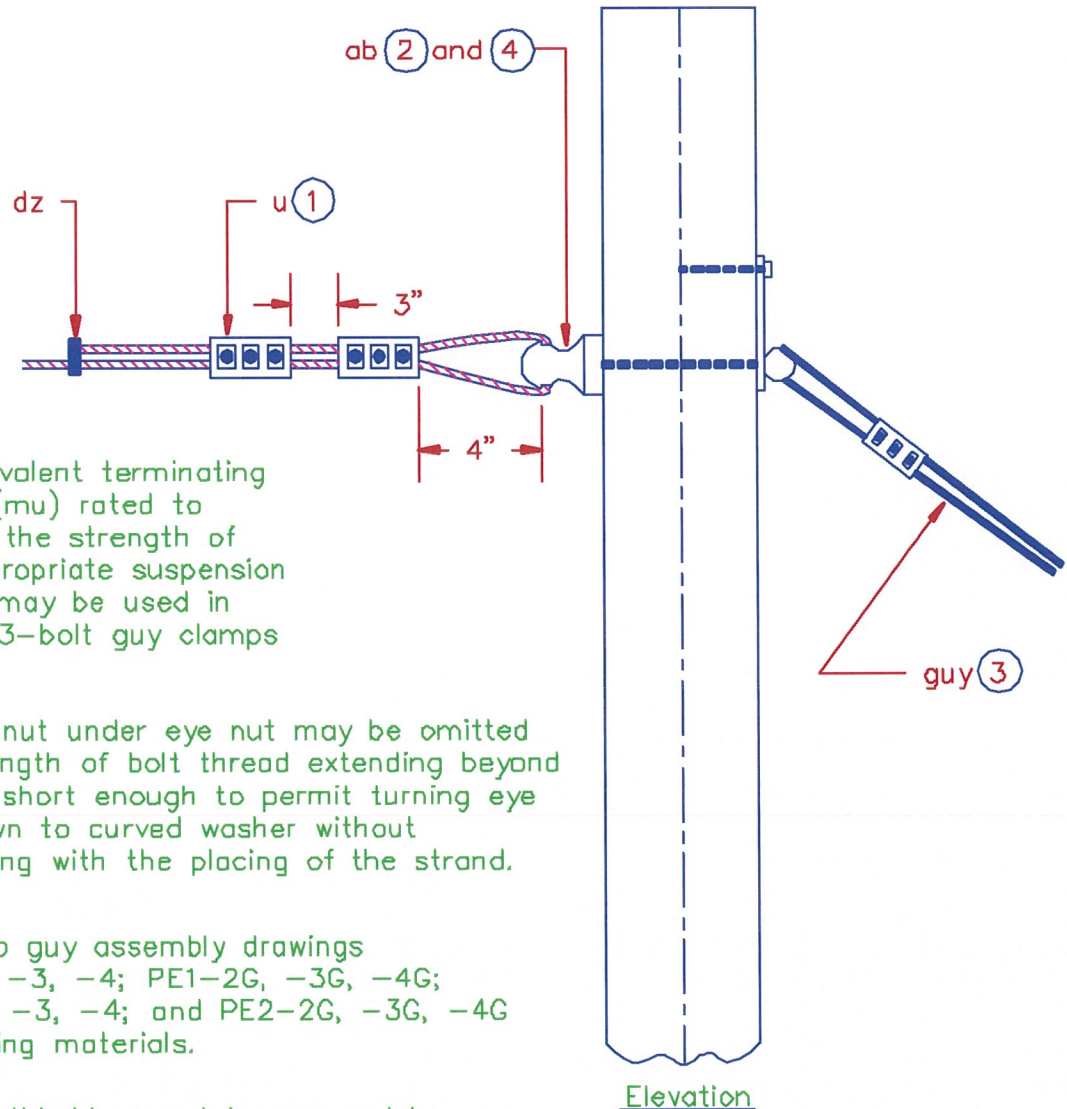 ab 2 and 4
dz
u 1
3"
4"
guy 3
valent terminating
(mu) rated to
the strength of
ropriate suspension
may be used in
3-bolt guy clamps
nut under eye nut may be omitted
ngth of bolt thread extending beyond
short enough to permit turning eye
wn to curved washer without
ng with the placing of the strand.
o guy assembly drawings
-3, -4; PE1-2G, -3G, -4G;
-3, -4; and PE2-2G, -3G, -4G
ing materials.
Elevation